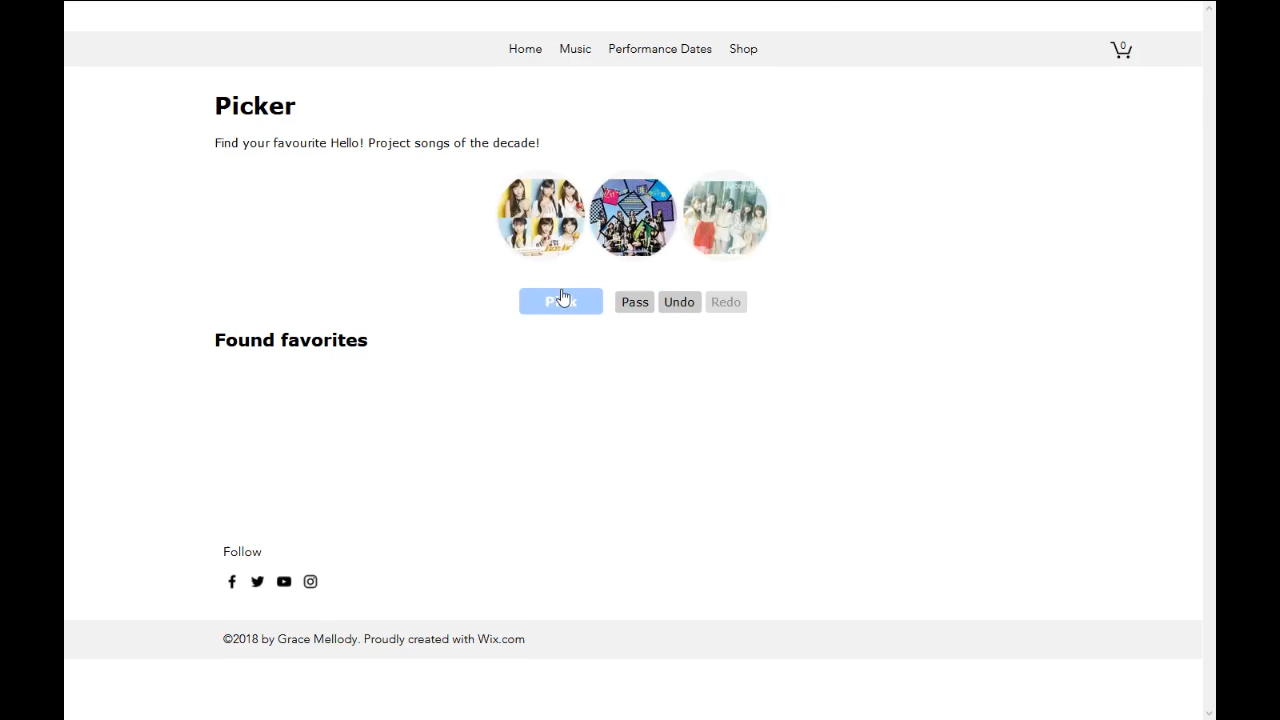 Home Music Performance Dates Shop 0
Picker
Find your favourite Hello! Project songs of the decade!
Pass Undo Redo
Found favorites
Follow
©2018 by Grace Mellody. Proudly created with Wix.com